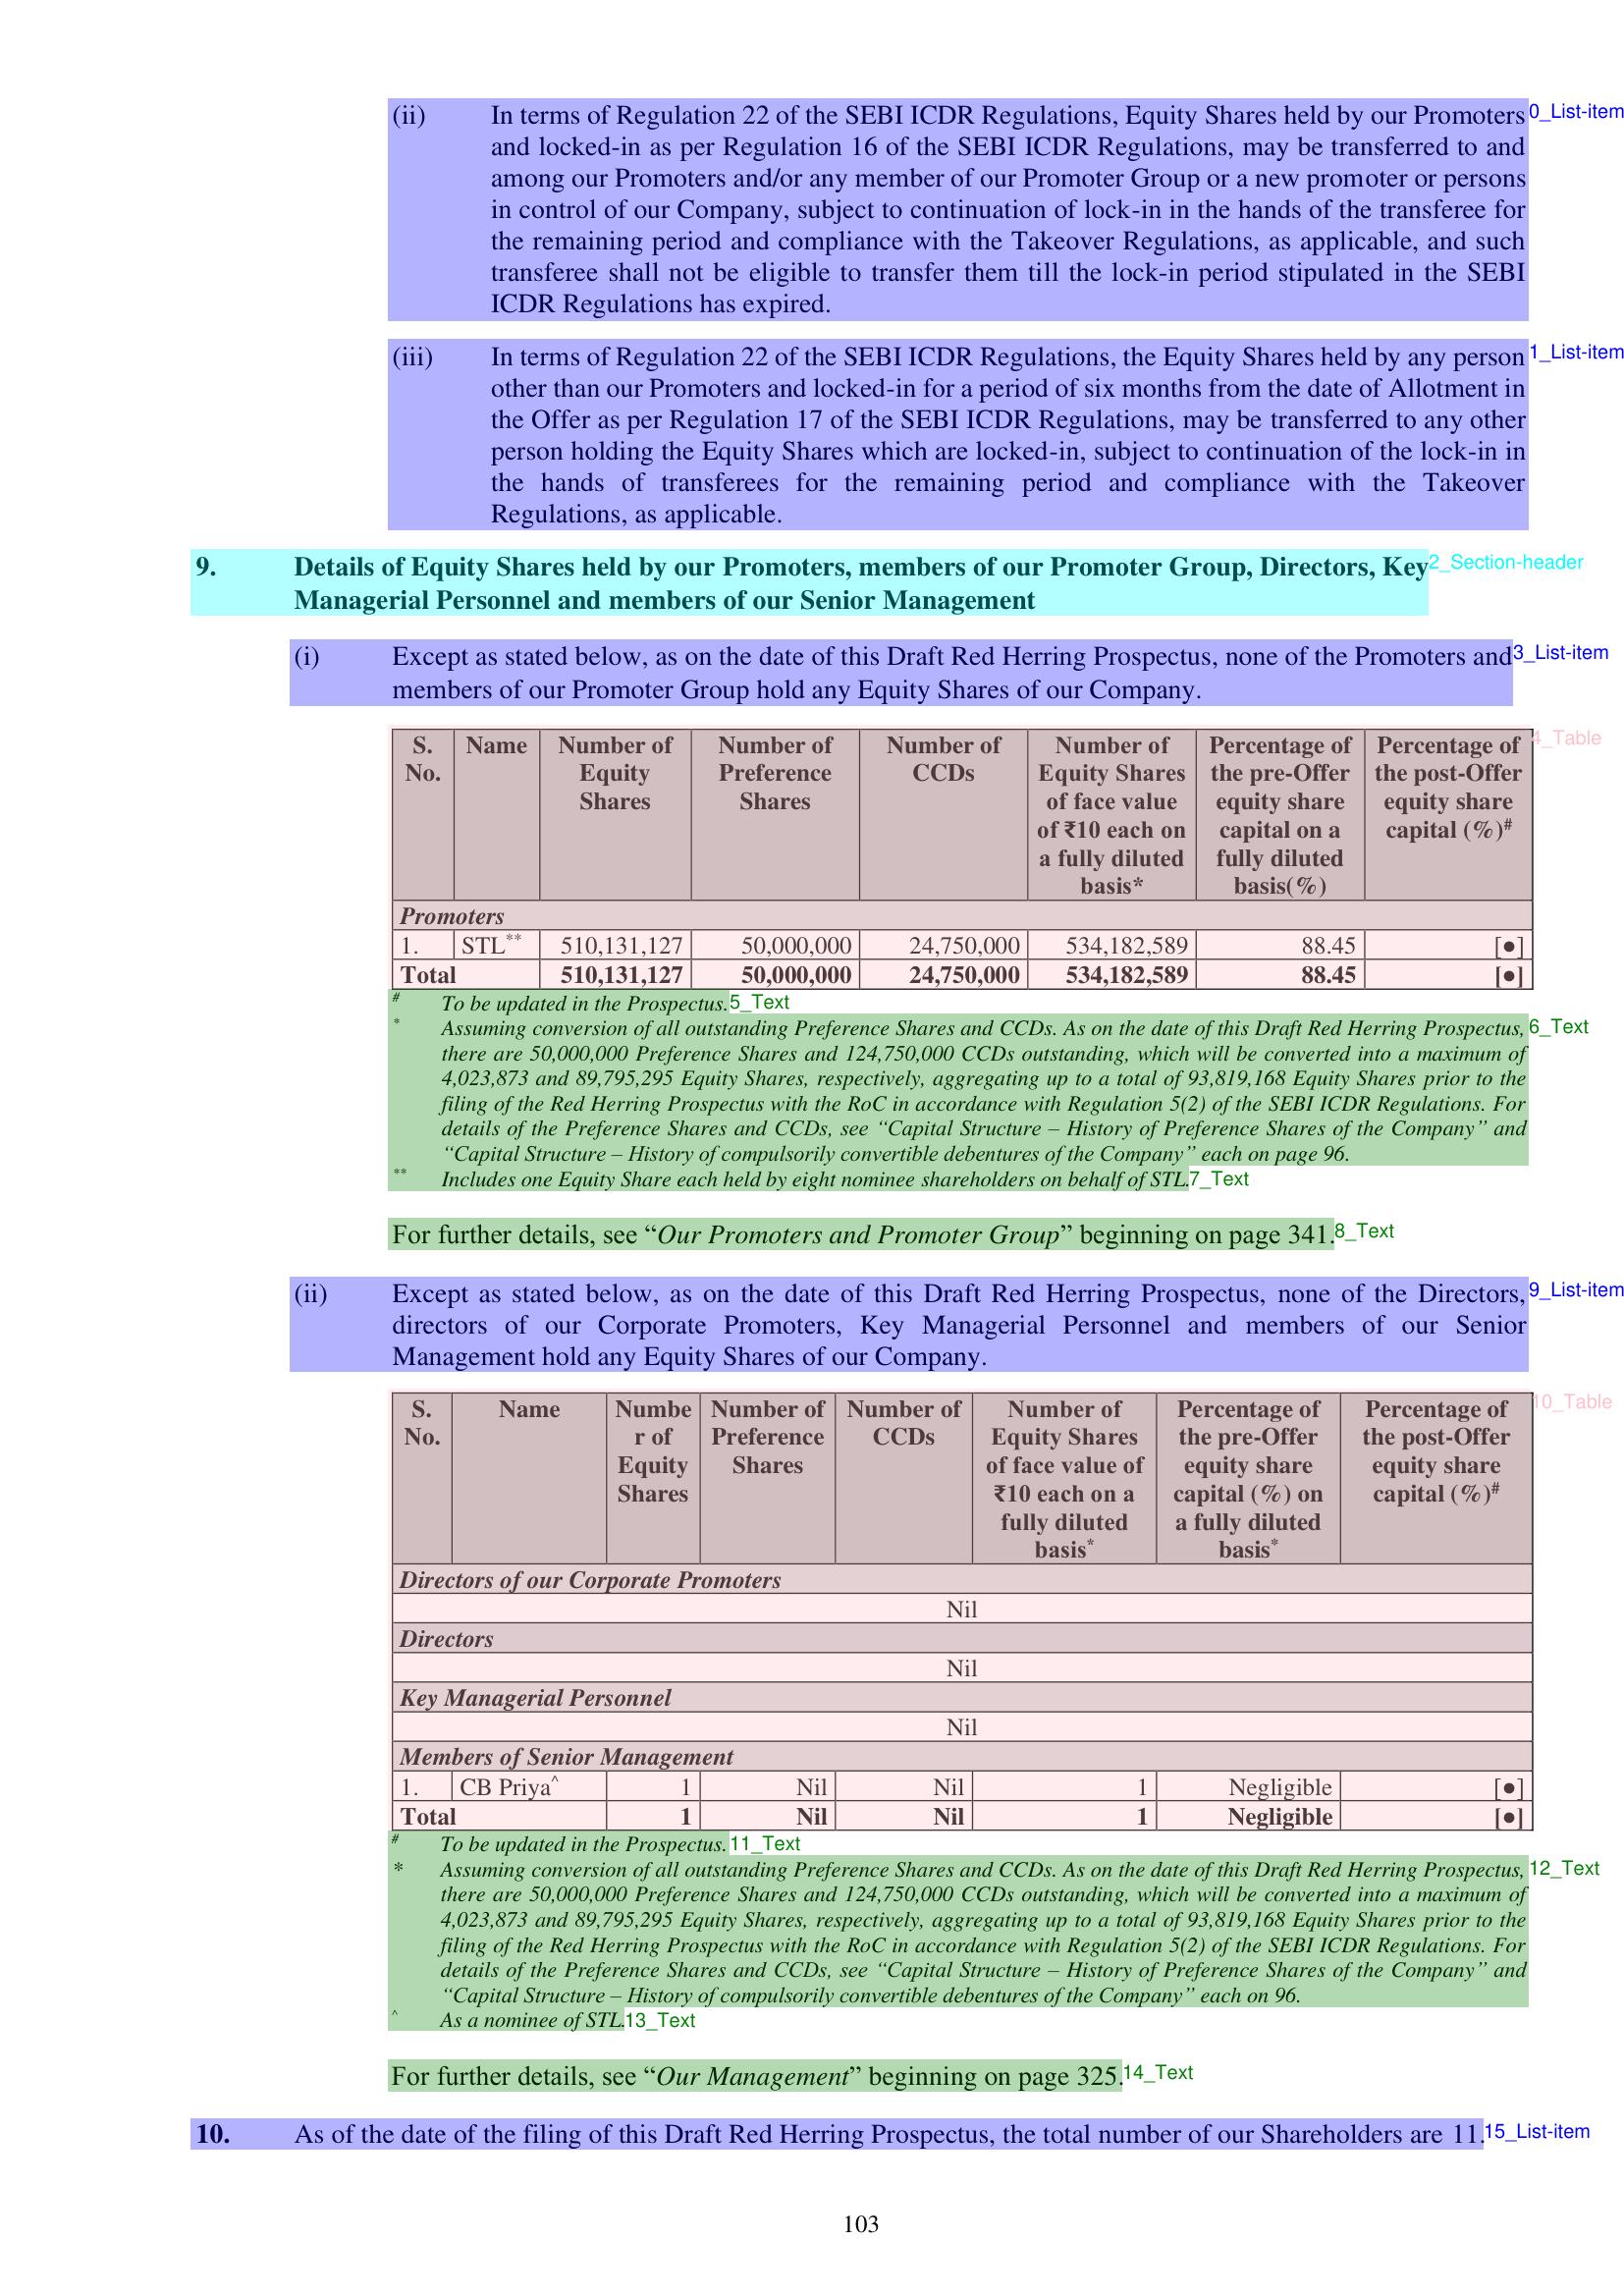 (ii) In terms of Regulation 22 of the SEBI ICDR Regulations, Equity Shares held by our Promoters 0_List-item
and locked-in as per Regulation 16 of the SEBI ICDR Regulations, may be transferred to and
among our Promoters and/or any member of our Promoter Group or a new promoter or persons
in control of our Company, subject to continuation of lock-in in the hands of the transferee for
the remaining period and compliance with the Takeover Regulations, as applicable, and such
transferee shall not be eligible to transfer them till the lock-in period stipulated in the SEBI
ICDR Regulations has expired.
(iii) In terms of Regulation 22 of the SEBI ICDR Regulations, the Equity Shares held by any person 1_List-item
other than our Promoters and locked-in for a period of six months from the date of Allotment in
the Offer as per Regulation 17 of the SEBI ICDR Regulations, may be transferred to any other
person holding the Equity Shares which are locked-in, subject to continuation of the lock-in in
the hands of transferees for the remaining period and compliance with the Takeover
Regulations, as applicable.
9. Details of Equity Shares held by our Promoters, members of our Promoter Group, Directors, Key 2_Section-header
Managerial Personnel and members of our Senior Management
(i) Except as stated below, as on the date of this Draft Red Herring Prospectus, none of the Promoters and 3_List-item
members of our Promoter Group hold any Equity Shares of our Company.
4_Table
S. Name Number of Number of Number of Number of Percentage of Percentage of
No. Equity Preference CCDs Equity Shares the pre-Offer the post-Offer
Shares Shares of face value equity share equity share
of ₹10 each on capital on a capital (%)#
a fully diluted fully diluted
basis* basis(%)
Promoters
1. STL** 510,131,127 50,000,000 24,750,000 534,182,589 88.45 [●]
Total 510,131,127 50,000,000 24,750,000 534,182,589 88.45 [●]
# To be updated in the Prospectus. 5_Text
* Assuming conversion of all outstanding Preference Shares and CCDs. As on the date of this Draft Red Herring Prospectus, 6_Text
there are 50,000,000 Preference Shares and 124,750,000 CCDs outstanding, which will be converted into a maximum of
4,023,873 and 89,795,295 Equity Shares, respectively, aggregating up to a total of 93,819,168 Equity Shares prior to the
filing of the Red Herring Prospectus with the RoC in accordance with Regulation 5(2) of the SEBI ICDR Regulations. For
details of the Preference Shares and CCDs, see “Capital Structure – History of Preference Shares of the Company” and
“Capital Structure – History of compulsorily convertible debentures of the Company” each on page 96.
** Includes one Equity Share each held by eight nominee shareholders on behalf of STL. 7_Text
For further details, see “Our Promoters and Promoter Group” beginning on page 341. 8_Text
(ii) Except as stated below, as on the date of this Draft Red Herring Prospectus, none of the Directors, 9_List-item
directors of our Corporate Promoters, Key Managerial Personnel and members of our Senior
Management hold any Equity Shares of our Company.
10_Table
S. Name Numbe Number of Number of Number of Percentage of Percentage of
No. r of Preference CCDs Equity Shares the pre-Offer the post-Offer
Equity Shares of face value of equity share equity share
Shares ₹10 each on a capital (%) on capital (%)#
fully diluted a fully diluted
basis* basis*
Directors of our Corporate Promoters
Nil
Directors
Nil
Key Managerial Personnel
Nil
Members of Senior Management
1. CB Priya^ 1 Nil Nil 1 Negligible [●]
Total 1 Nil Nil 1 Negligible [●]
# To be updated in the Prospectus. 11_Text
* Assuming conversion of all outstanding Preference Shares and CCDs. As on the date of this Draft Red Herring Prospectus, 12_Text
there are 50,000,000 Preference Shares and 124,750,000 CCDs outstanding, which will be converted into a maximum of
4,023,873 and 89,795,295 Equity Shares, respectively, aggregating up to a total of 93,819,168 Equity Shares prior to the
filing of the Red Herring Prospectus with the RoC in accordance with Regulation 5(2) of the SEBI ICDR Regulations. For
details of the Preference Shares and CCDs, see “Capital Structure – History of Preference Shares of the Company” and
“Capital Structure – History of compulsorily convertible debentures of the Company” each on 96.
^ As a nominee of STL. 13_Text
For further details, see “Our Management” beginning on page 325. 14_Text
10. As of the date of the filing of this Draft Red Herring Prospectus, the total number of our Shareholders are 11. 15_List-item
103